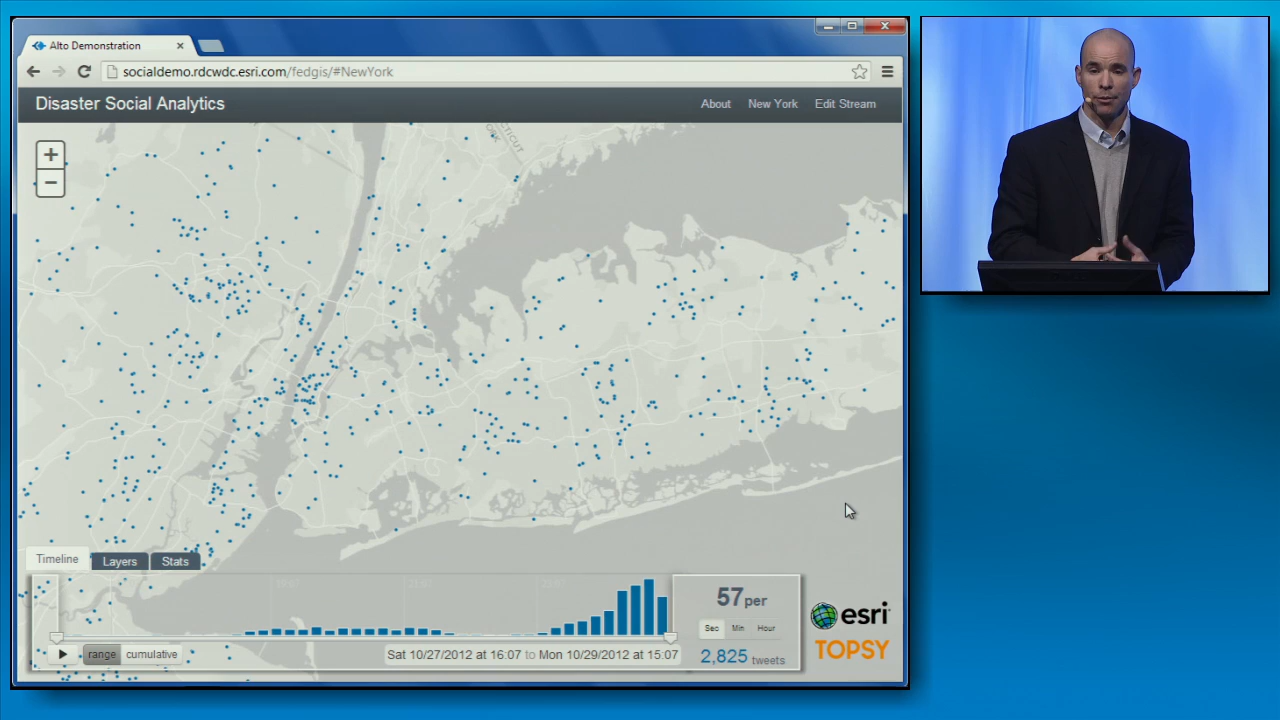 Alto Demonstration
socialdemo.rdcwdc.esri.com/fedgis/#NewYork
Disaster Social Analytics
About New York Edit Stream
+
−
Timeline Layers Stats
57 per
Sec Min Hour
2,825 tweets
range cumulative
Sat 10/27/2012 at 16:07 to Mon 10/29/2012 at 15:07
esri
TOPSY